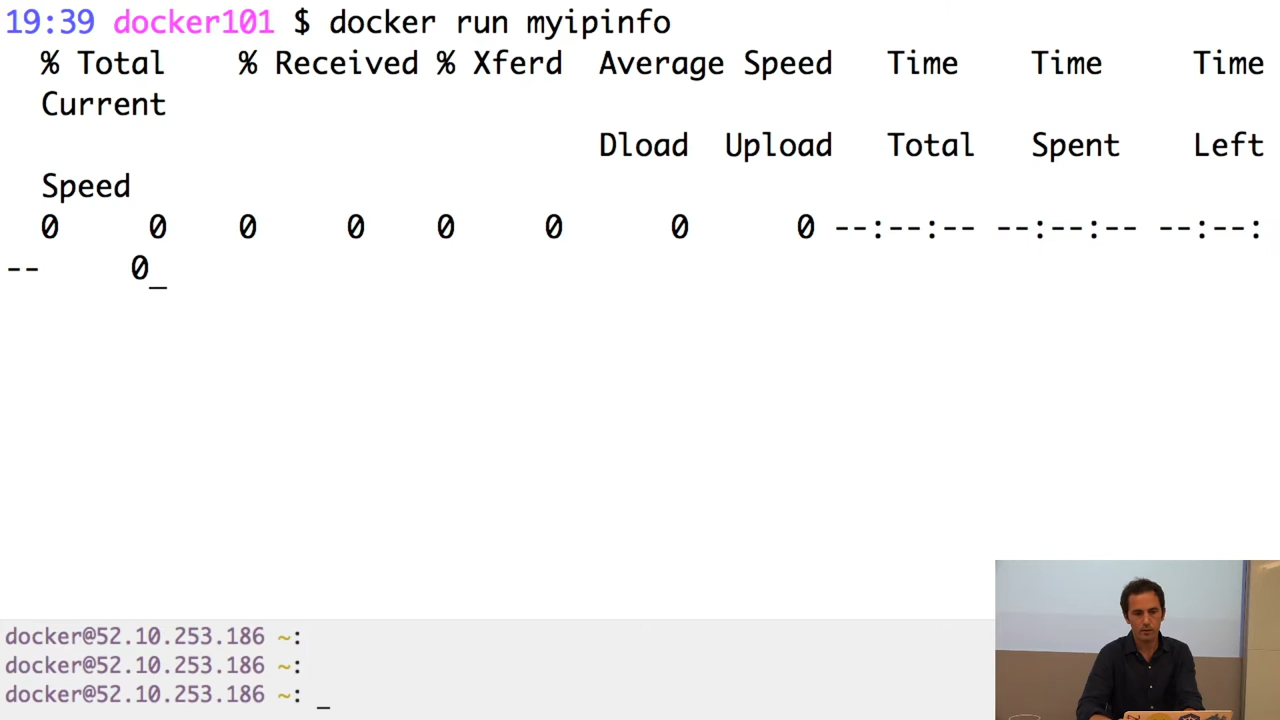 19:39 docker101 $ docker run myipinfo
% Total % Received % Xferd Average Speed Time Time Time
Current
Dload Upload Total Spent Left
Speed
0 0 0 0 0 0 0 0 --:--:-- --:--:-- --:--:
-- 0_
docker@52.10.253.186 ~:
docker@52.10.253.186 ~:
docker@52.10.253.186 ~: _